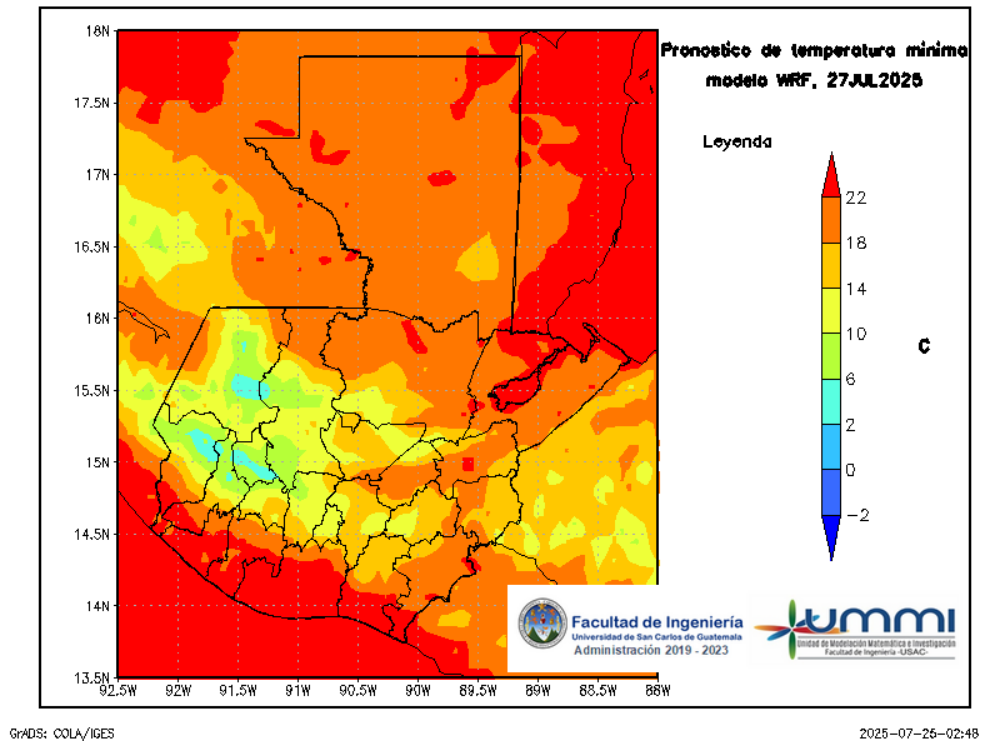 18N
17.5N
17N
16.5N
16N
15.5N
15N
14.5N
14N
13.5N
92.5W
92W
91.5W
91W
90.5W
90W
89.5W
89W
88.5W
88W
Pronostico de temperatura minima
modelo WRF, 27JUL2025
Leyenda
22
18
14
10
6
2
0
−2
C
Facultad de Ingeniería
Universidad de San Carlos de Guatemala
Administración 2019 - 2023
ummi
Unidad de Modelación Matemática e Investigación
Facultad de Ingeniería -USAC-
GrADS: COLA/IGES
2025-07-25-02:48